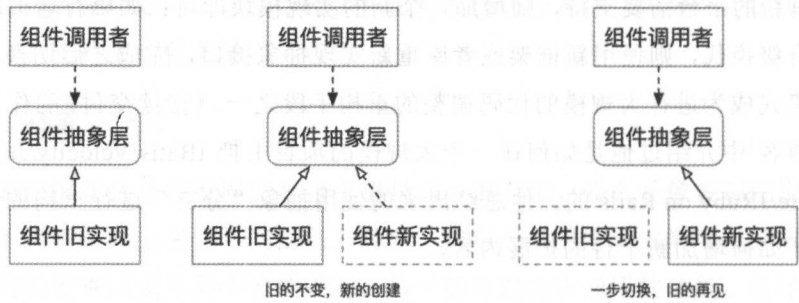 组件调用者 组件调用者 组件调用者
组件抽象层 组件抽象层 组件抽象层
组件旧实现 组件旧实现 组件新实现 组件旧实现 组件新实现
旧的不变，新的创建 一步切换，旧的再见